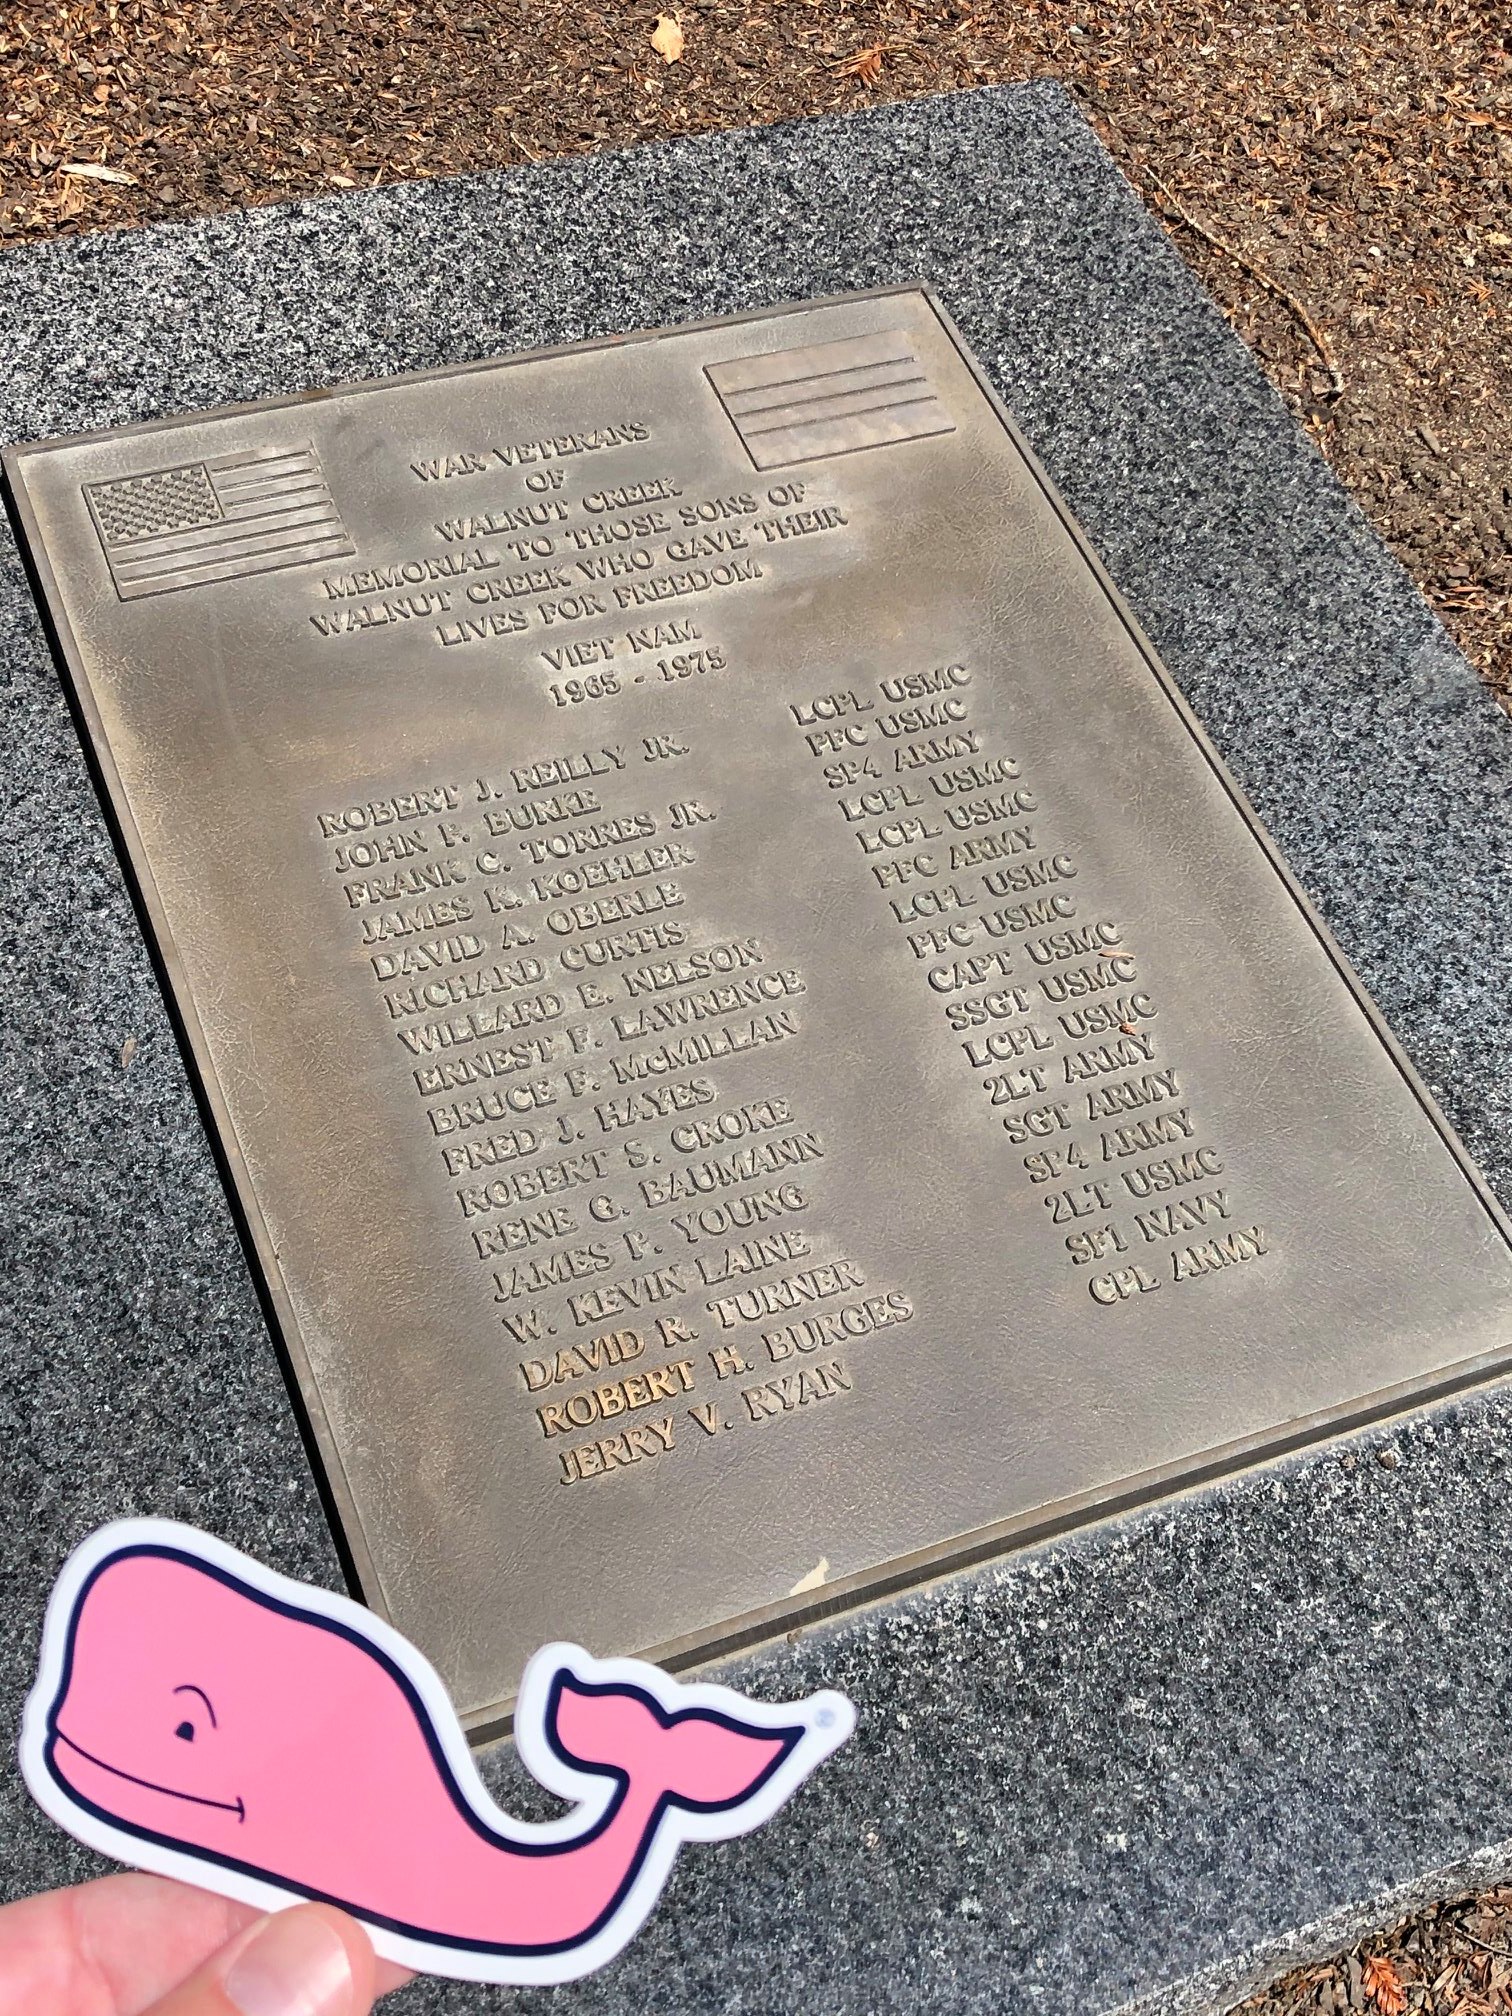 WAR VETERANS
OF
WALNUT CREEK
MEMORIAL TO THOSE SONS OF
WALNUT CREEK WHO GAVE THEIR
LIVES FOR FREEDOM
VIET NAM
1965 - 1975
ROBERT J. REILLY JR. LCPL USMC
JOHN P. BURKE PFC USMC
FRANK G. TORRES JR. SP4 ARMY
JAMES K. KOEHLER LCPL USMC
DAVID A. OBERLE LCPL USMC
RICHARD CURTIS PFC ARMY
WILLARD E. NELSON LCPL USMC
ERNEST F. LAWRENCE PFC USMC
BRUCE F. McMILLAN CAPT USMC
FRED J. HAYES SSGT USMC
ROBERT S. CROKE LCPL USMC
RENE G. BAUMANN 2LT ARMY
JAMES P. YOUNG SGT ARMY
W. KEVIN LAINE SP4 ARMY
DAVID R. TURNER 2LT USMC
ROBERT H. BURGES SF1 NAVY
JERRY V. RYAN CPL ARMY